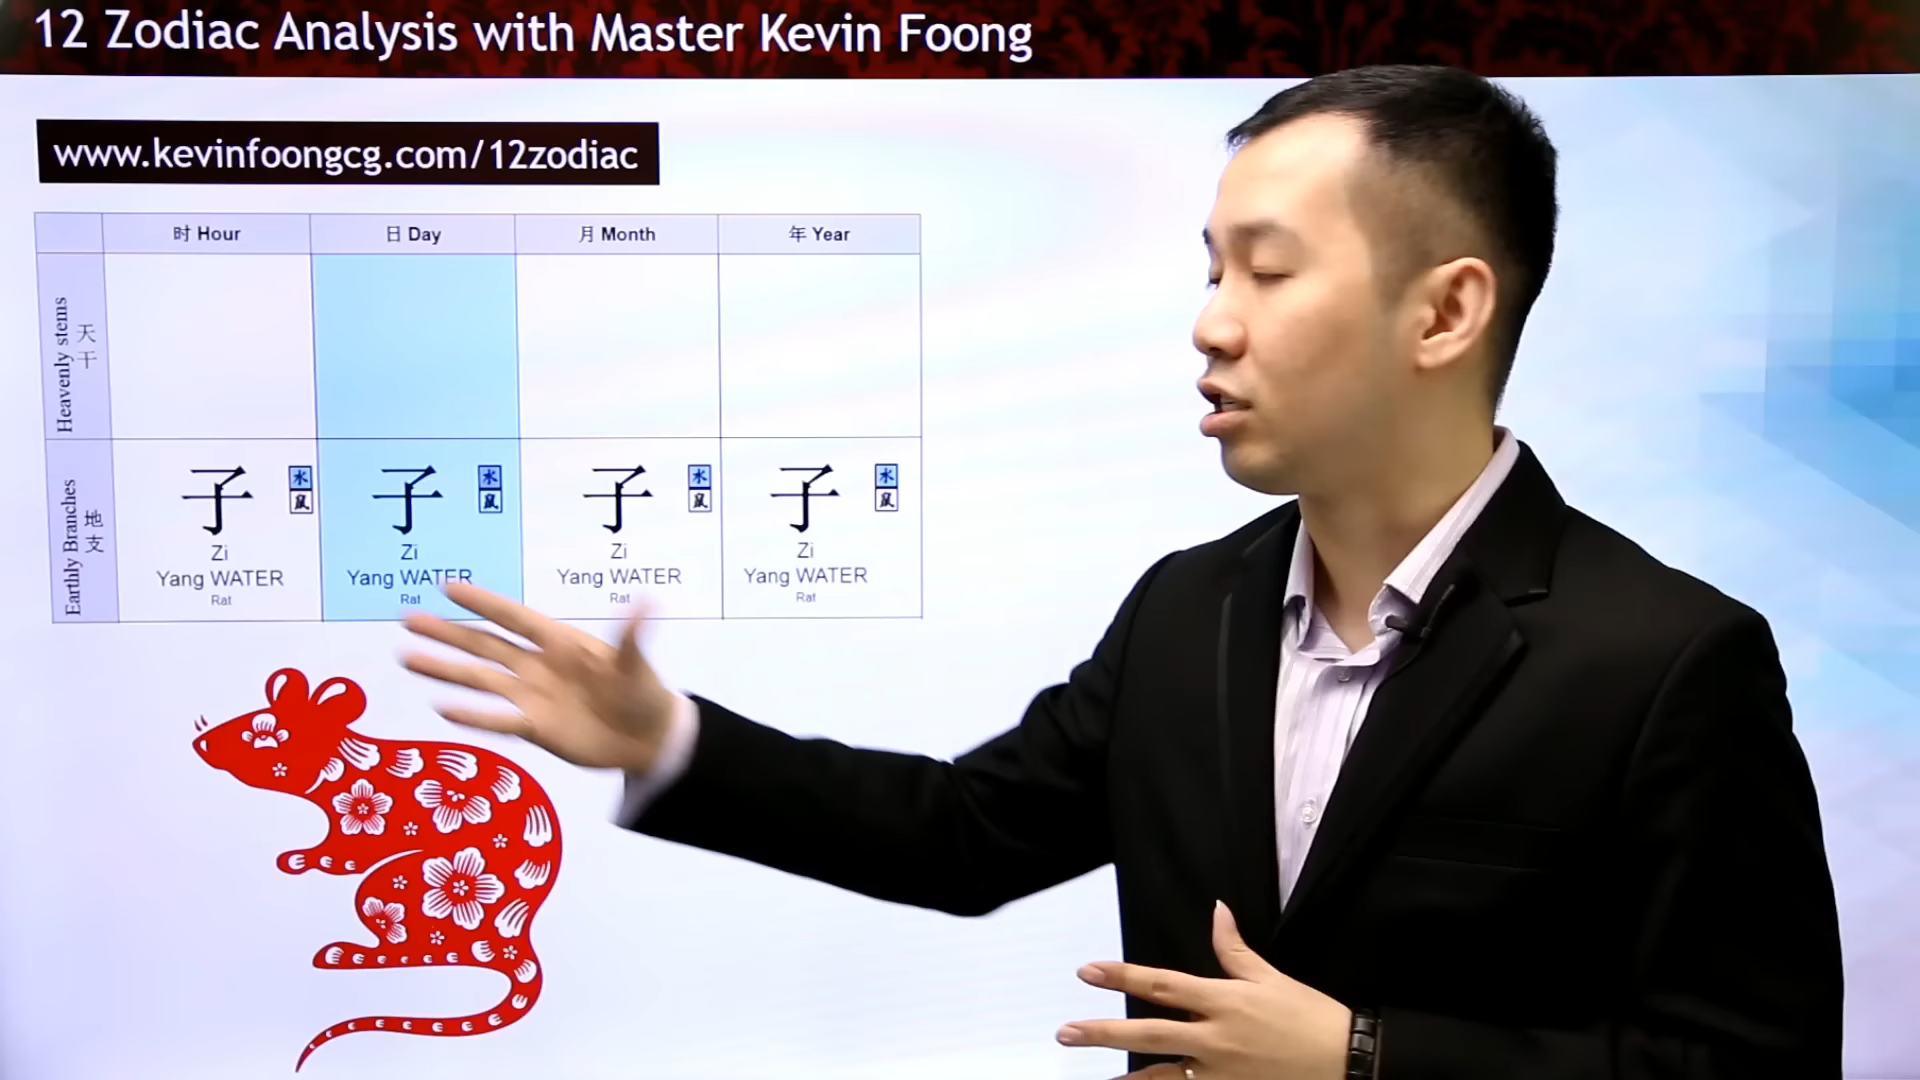 12 Zodiac Analysis with Master Kevin Foong
www.kevinfoongcg.com/12zodiac
时 Hour 日 Day 月 Month 年 Year
Heavenly stems
天干
Earthly Branches
地支
子 水 鼠 子 水 鼠 子 水 鼠 子 水 鼠
Zi Zi Zi Zi
Yang WATER Yang WATER Yang WATER Yang WATER
Rat Rat Rat Rat